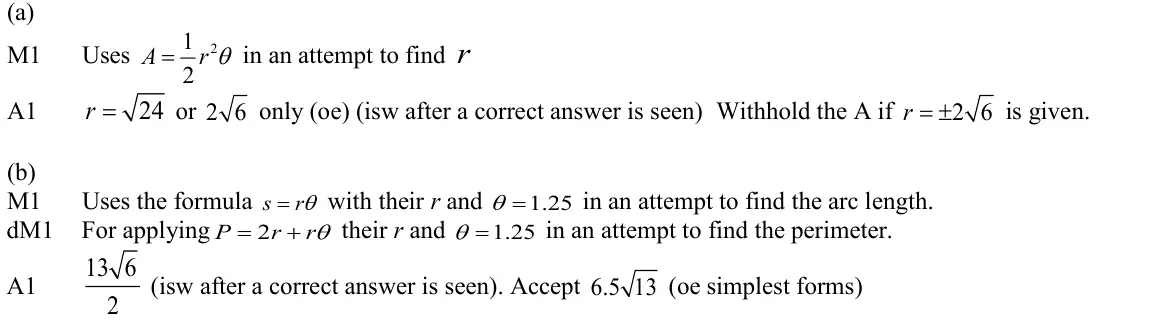 (a)
M1 Uses A = 1/2 r²θ in an attempt to find r
A1 r = √24 or 2√6 only (oe) (isw after a correct answer is seen) Withhold the A if r = ±2√6 is given.
(b)
M1 Uses the formula s = rθ with their r and θ = 1.25 in an attempt to find the arc length.
dM1 For applying P = 2r + rθ their r and θ = 1.25 in an attempt to find the perimeter.
A1 13√6/2 (isw after a correct answer is seen). Accept 6.5√13 (oe simplest forms)